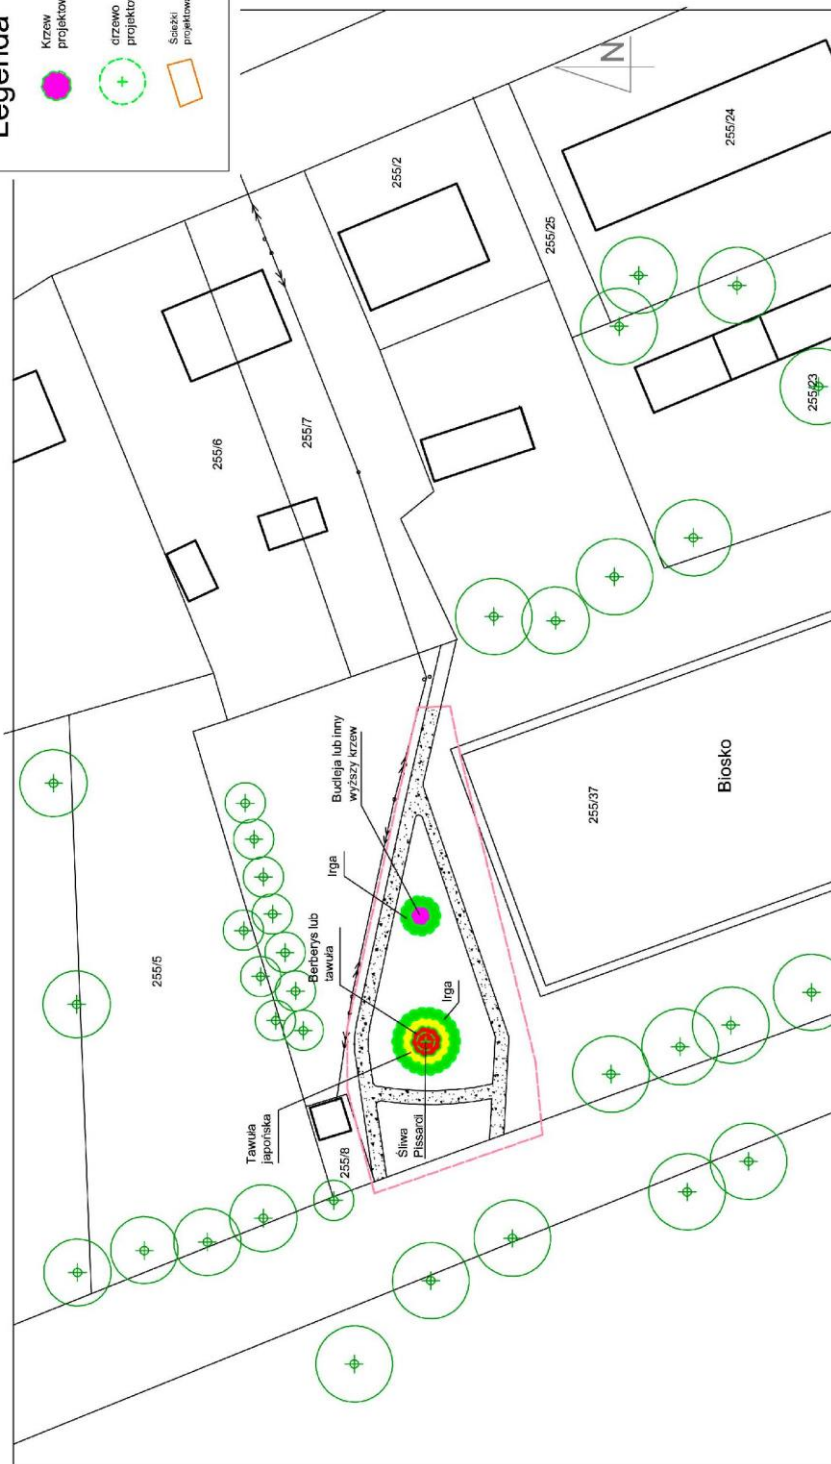 Legenda
Krzew
projektow
drzewo
projekto
Ścieżki
projektowa
N
255/24
255/2
255/25
255/23
255/6
255/7
Budleja lub inny
wyższy krzew
Irga
Berberys lub
tawuła
Irga
Tawuła
japońska
Śliwa
Pissardi
255/5
255/8
255/37
Biosko